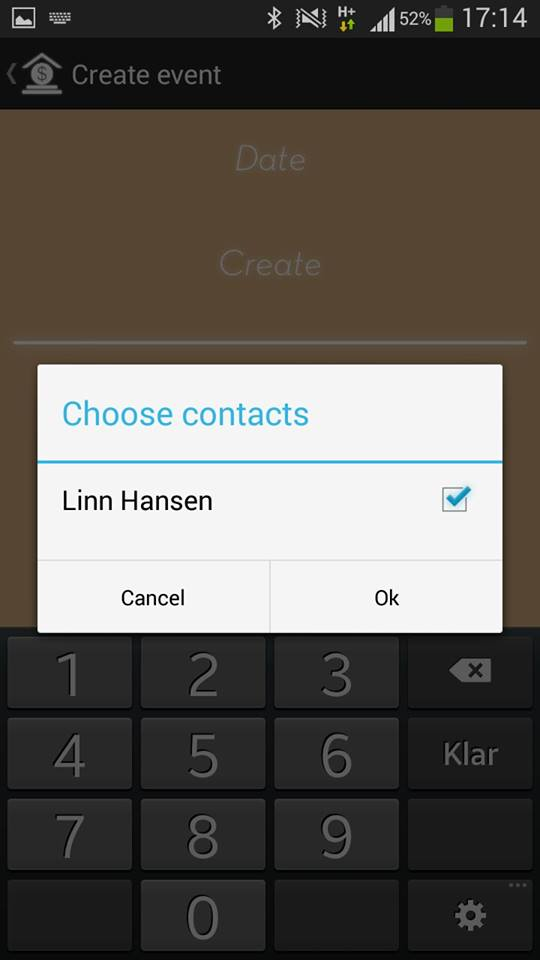 H+ 52% 17:14
$ Create event
Date
Create
Choose contacts
Linn Hansen
Cancel Ok
1 2 3
4 5 6 Klar
7 8 9
0